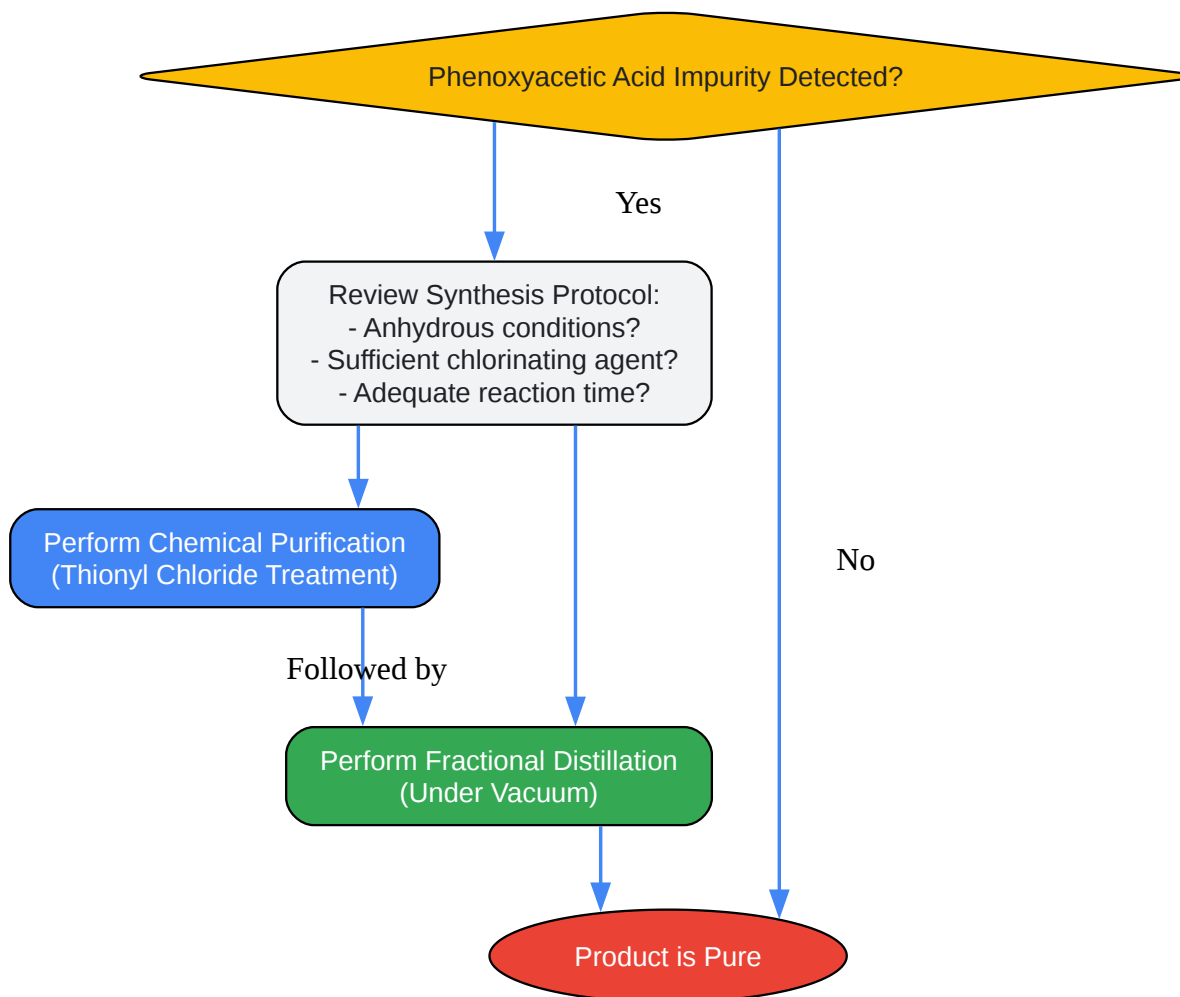 Phenoxyacetic Acid Impurity Detected?
Yes
Review Synthesis Protocol:
- Anhydrous conditions?
- Sufficient chlorinating agent?
- Adequate reaction time?
Perform Chemical Purification
(Thionyl Chloride Treatment)
No
Followed by
Perform Fractional Distillation
(Under Vacuum)
Product is Pure